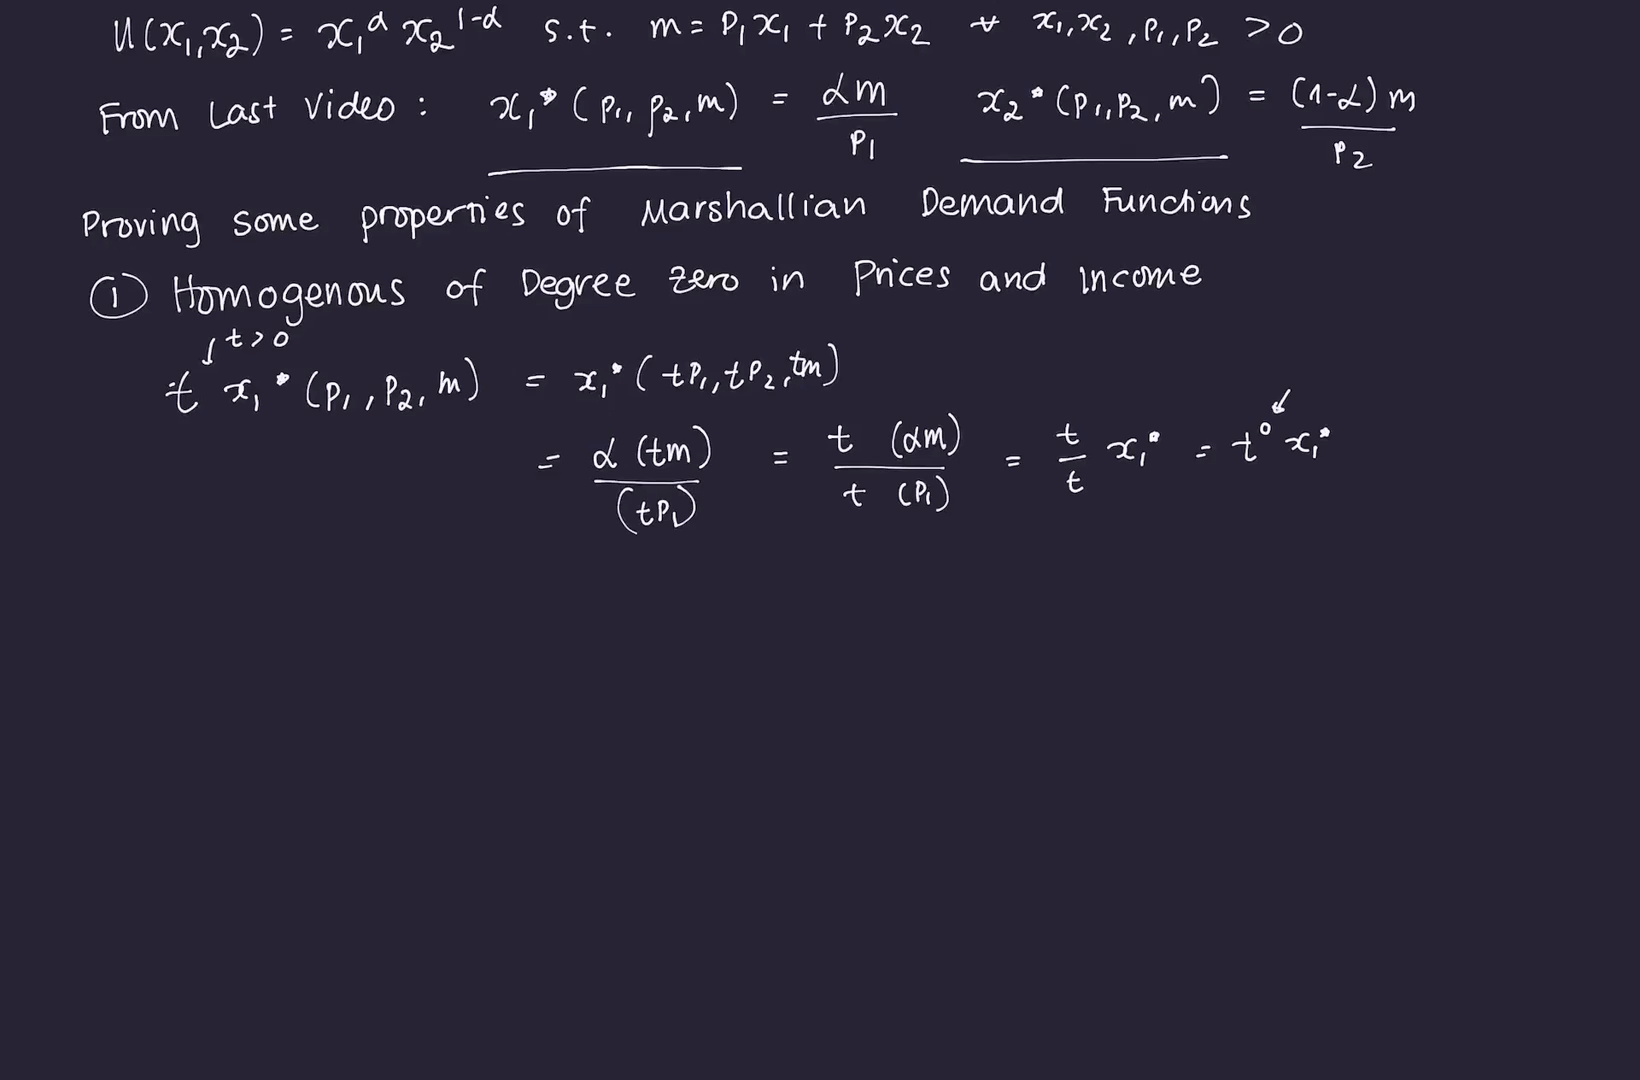 U(x₁,x₂) = x₁^α x₂^1-α s.t. m = P₁x₁ + P₂x₂ ∀ x₁,x₂,P₁,P₂ > 0
From Last Video : x₁*(P₁,P₂,m) = αm/P₁ x₂*(P₁,P₂,m) = (1-α)m/P₂
Proving some properties of Marshallian Demand Functions
① Homogenous of Degree zero in Prices and income
↓ t > 0
t x₁*(P₁,P₂,m) = x₁*(tP₁,tP₂,tm)
= α(tm)/(tP₁) = t (αm)/t (P₁) = t/t x₁* = t⁰ x₁*